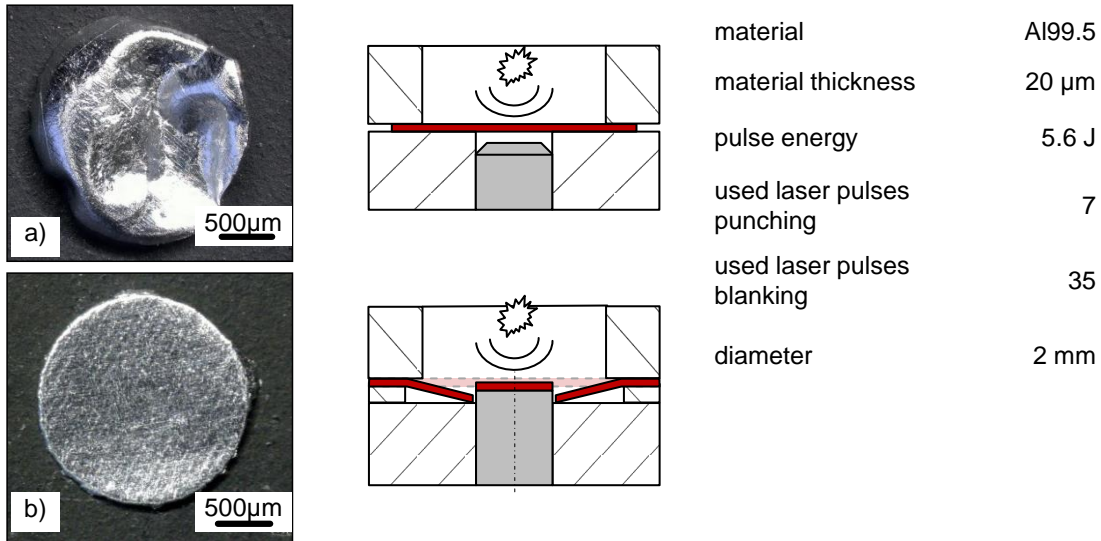 a)
500µm
b)
500µm
material Al99.5
material thickness 20 µm
pulse energy 5.6 J
used laser pulses
punching 7
used laser pulses
blanking 35
diameter 2 mm